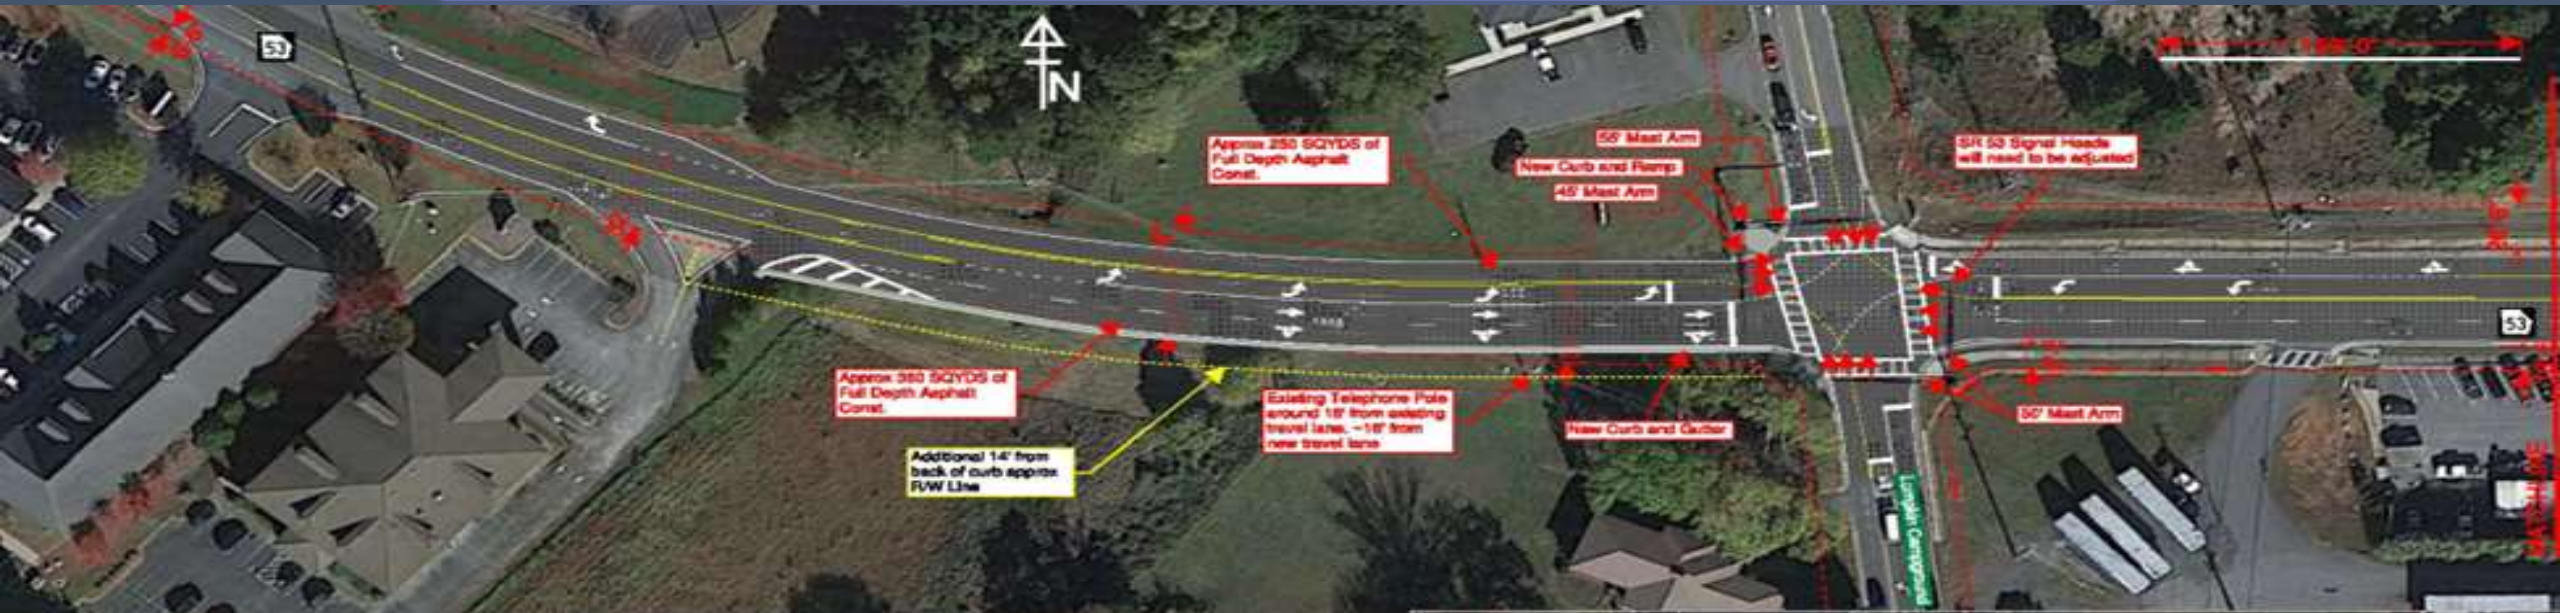 53
N
Approx 250 SQYDS of
Full Depth Asphalt
Const.
55' Mast Arm
New Curb and Ramp
45' Mast Arm
SR 53 Signal Heads
will need to be adjusted
53
Approx 350 SQYDS of
Full Depth Asphalt
Const.
Additional 14' from
back of curb approx
R/W Line
Existing Telephone Pole
around 18' from existing
travel lane, ~16' from
new travel lane
New Curb and Gutter
50' Mast Arm
Lumpkin Campground